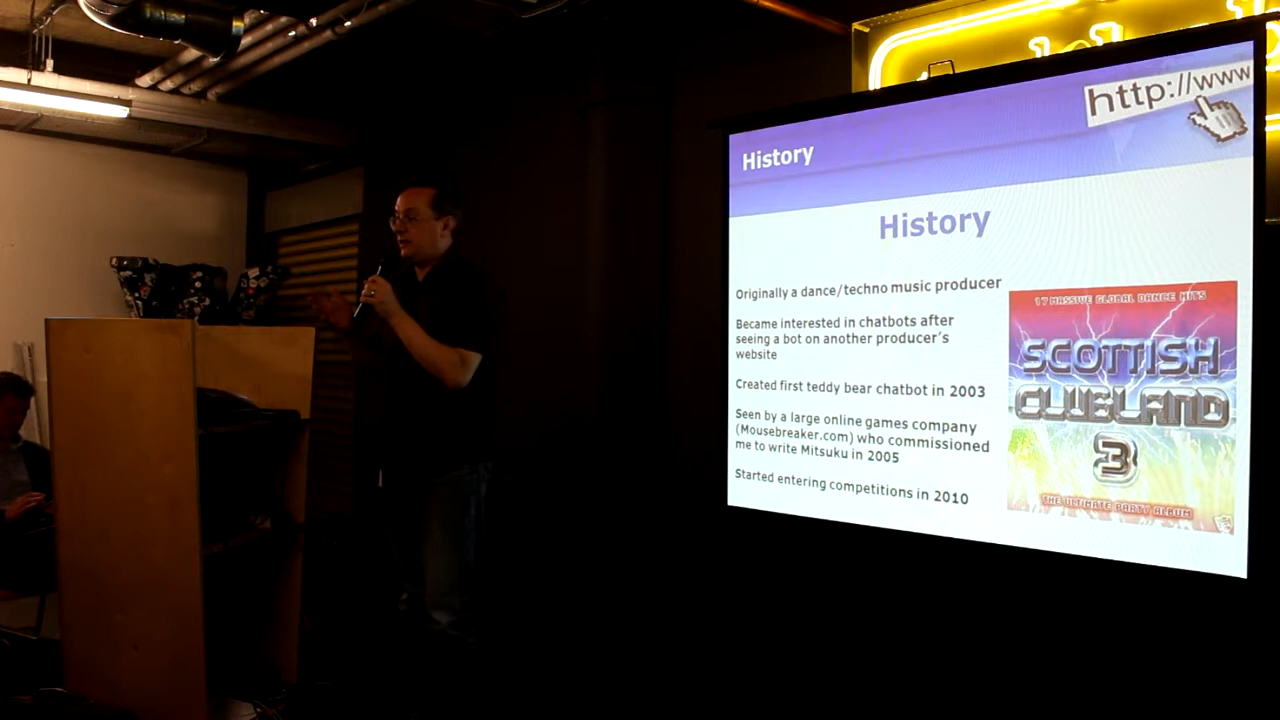 http://www
History
History
Originally a dance/techno music producer
Became interested in chatbots after
seeing a bot on another producer's
website
Created first teddy bear chatbot in 2003
Seen by a large online games company
(Mousebreaker.com) who commissioned
me to write Mitsuku in 2005
Started entering competitions in 2010
17 MASSIVE GLOBAL DANCE HITS
SCOTTISH
CLUBLAND
3
THE ULTIMATE PARTY ALBUM